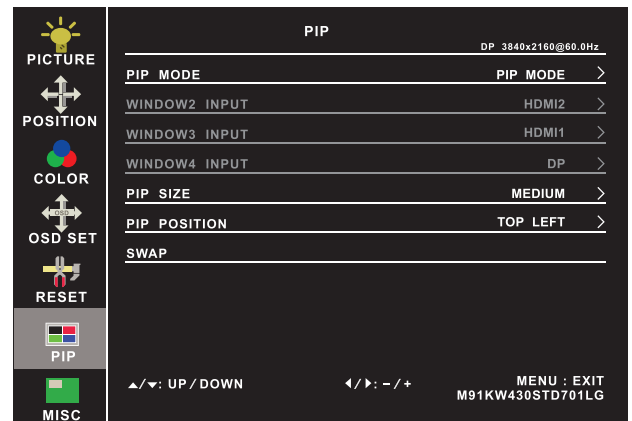 PIP
DP 3840x2160@60.0Hz
PICTURE
PIP MODE PIP MODE
WINDOW2 INPUT HDMI2
POSITION
WINDOW3 INPUT HDMI1
WINDOW4 INPUT DP
COLOR
PIP SIZE MEDIUM
OSD
PIP POSITION TOP LEFT
OSD SET
SWAP
RESET
PIP
▲/▼: UP / DOWN ◀/▶: – / + MENU : EXIT
M91KW430STD701LG
MISC